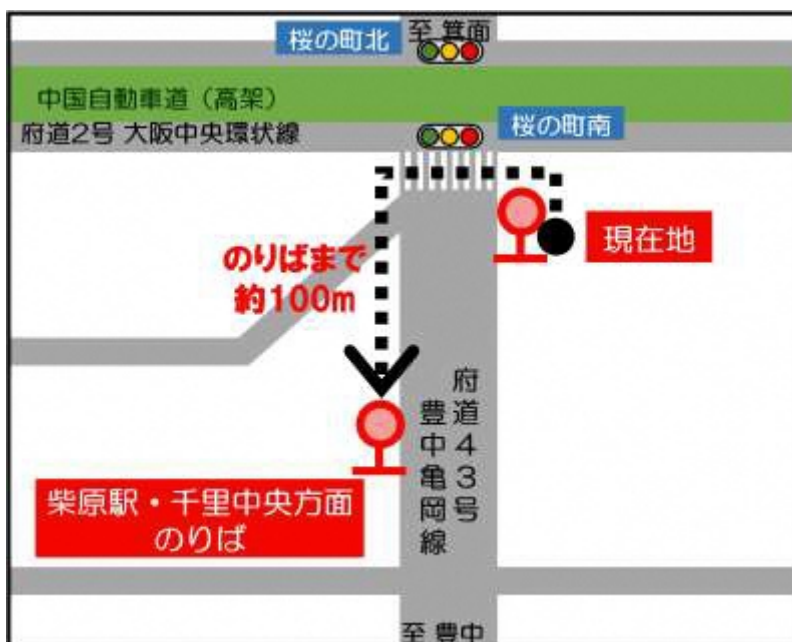 至 箕面
桜の町北
中国自動車道（高架）
府道2号 大阪中央環状線
桜の町南
現在地
のりばまで
約100m
府道43号
豊中亀岡線
柴原駅・千里中央方面
のりば
至 豊中